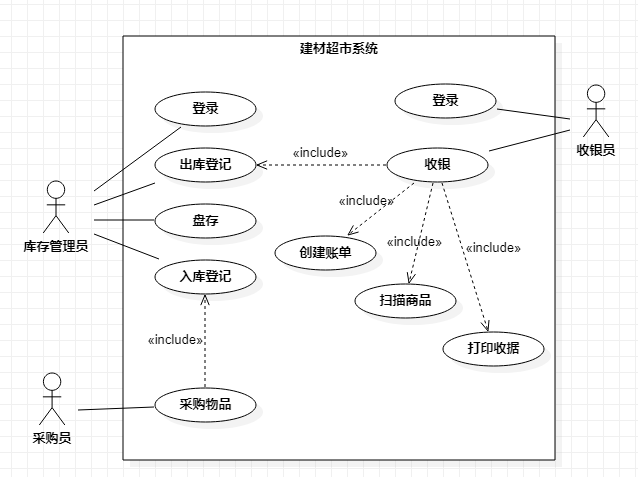 建材超市系统
登录
登录
收银员
出库登记
«include»
收银
«include»
盘存
库存管理员
«include»
«include»
创建账单
入库登记
扫描商品
«include»
打印收据
采购物品
采购员